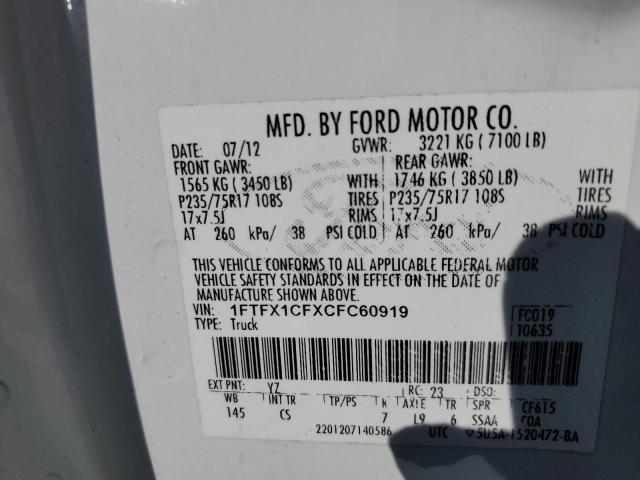 MFD. BY FORD MOTOR CO.
DATE: 07/12 GVWR: 3221 KG ( 7100 LB)
FRONT GAWR: REAR GAWR:
1565 KG ( 3450 LB) WITH 1746 KG ( 3850 LB) WITH
P235/75R17 108S TIRES P235/75R17 108S TIRES
17x7.5J RIMS 17x7.5J RIMS
AT 260 kPa/ 38 PSI COLD AT 260 kPa/ 38 PSI COLD
THIS VEHICLE CONFORMS TO ALL APPLICABLE FEDERAL MOTOR
VEHICLE SAFETY STANDARDS IN EFFECT ON THE DATE OF
MANUFACTURE SHOWN ABOVE.
VIN: 1FTFX1CFXCFC60919 FC019
TYPE: Truck T0635
EXT PNT: YZ RC: 23 DSO:
WB INT TR TP/PS R AXLE TR SPR CF6T5
145 CS 7 L9 6 SSAA
2201207140586 UTC 5U5A-1520472-BA